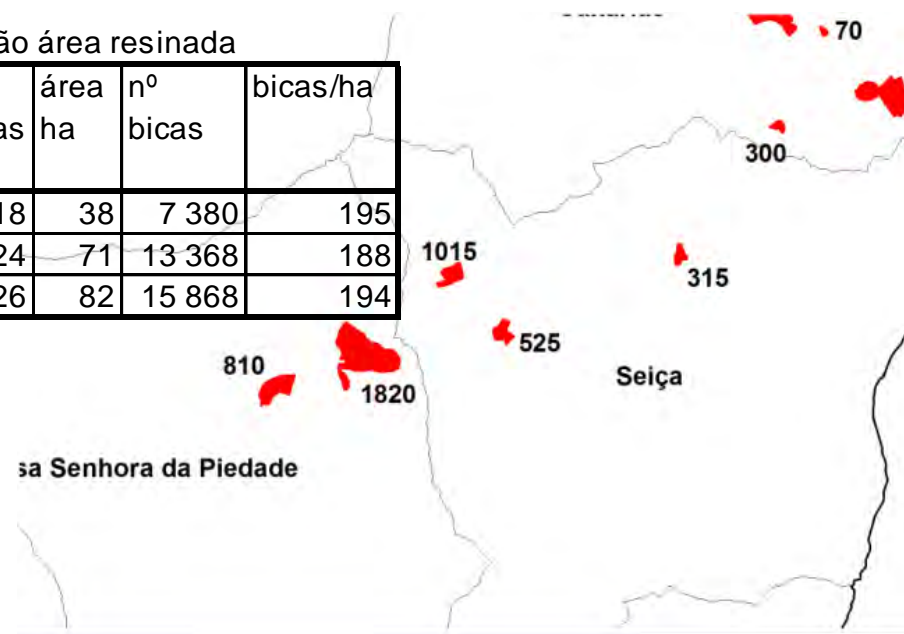 ão área resinada
área nº bicas/ha
as ha bicas
18 38 7 380 195
24 71 13 368 188
26 82 15 868 194
70
300
1015
315
525
810
1820
Seiça
sa Senhora da Piedade